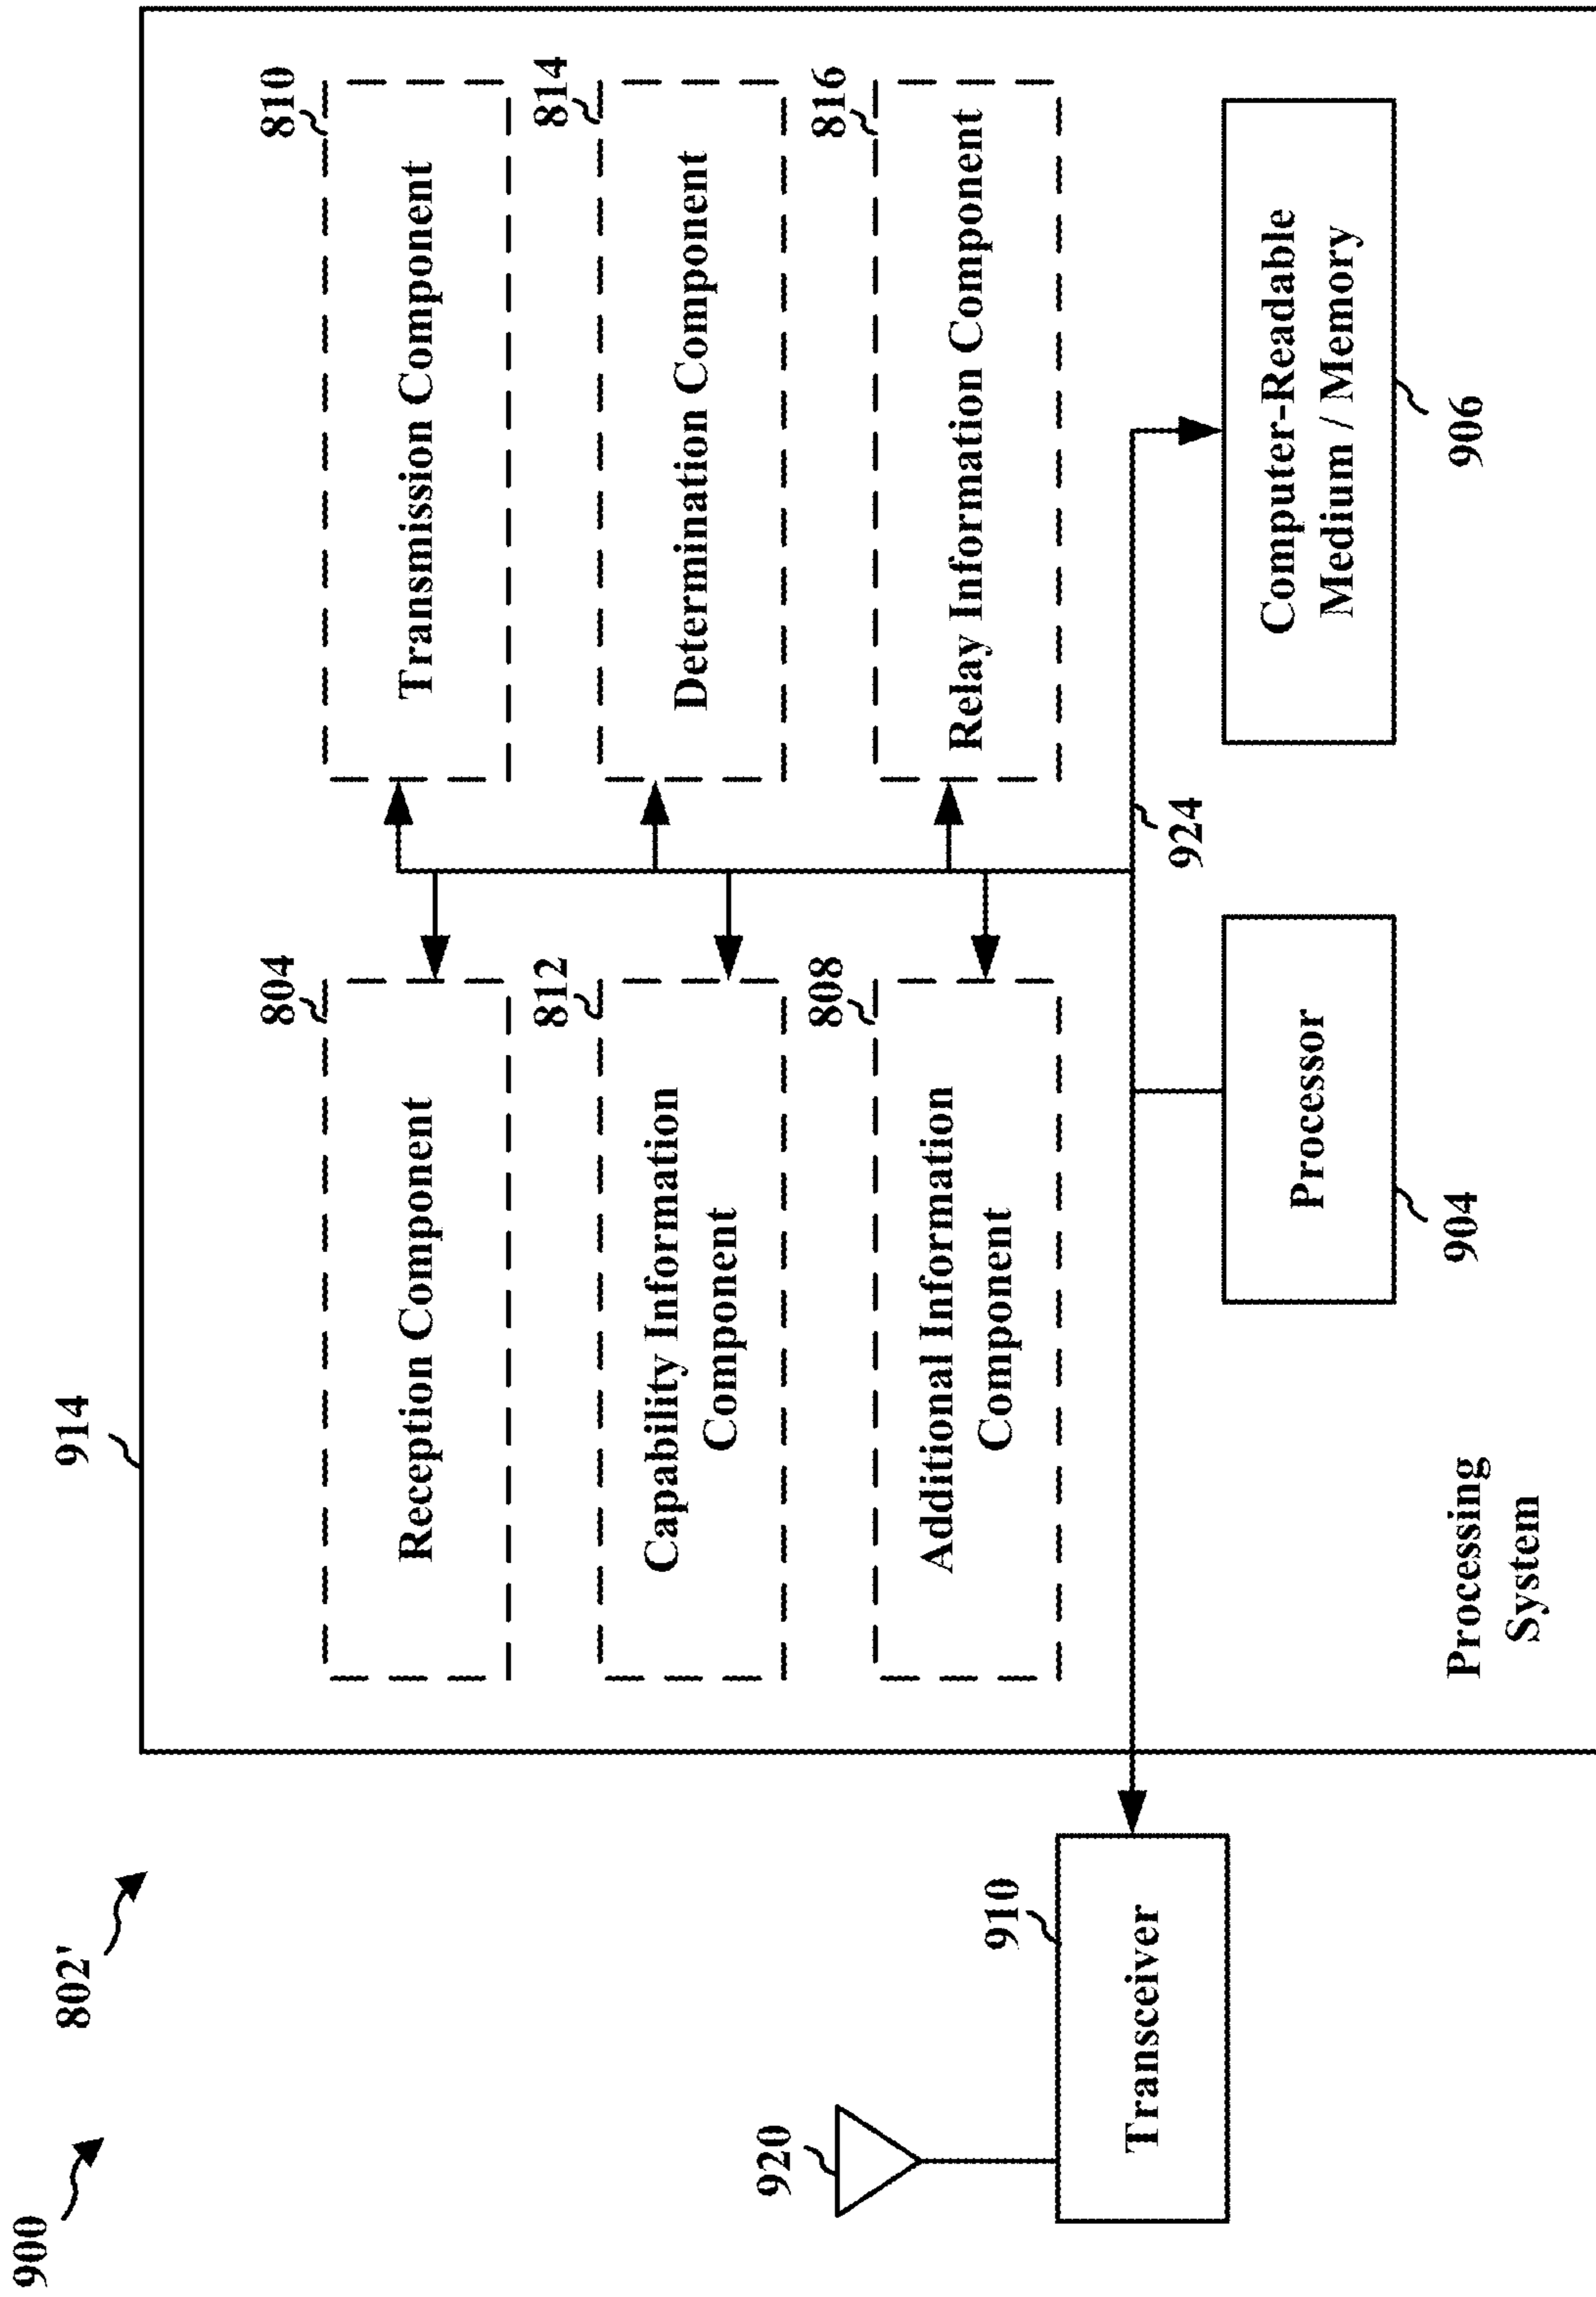 900
802'
914
804
Reception Component
810
Transmission Component
812
Capability Information
Component
814
Determination Component
808
Additional Information
Component
816
Relay Information Component
924
920
910
Transceiver
Processor
904
Computer-Readable
Medium / Memory
906
Processing
System